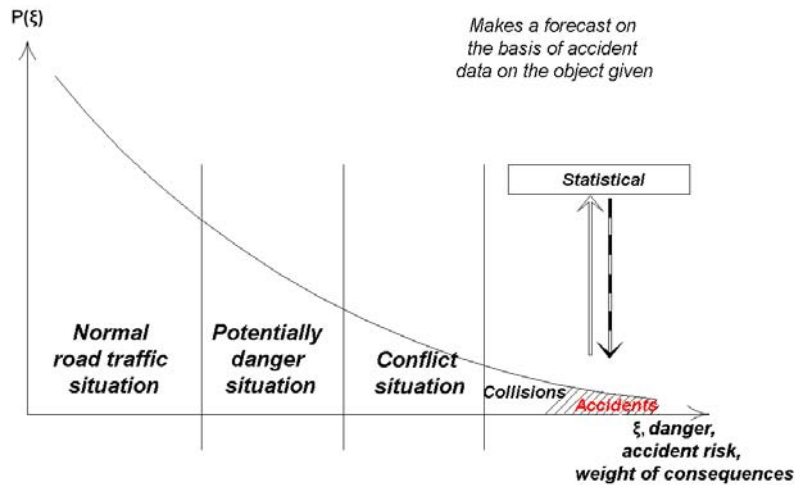 P(ξ)
Makes a forecast on
the basis of accident
data on the object given
Statistical
Normal
road traffic
situation
Potentially
danger
situation
Conflict
situation
Collisions
Accidents
ξ, danger,
accident risk,
weight of consequences